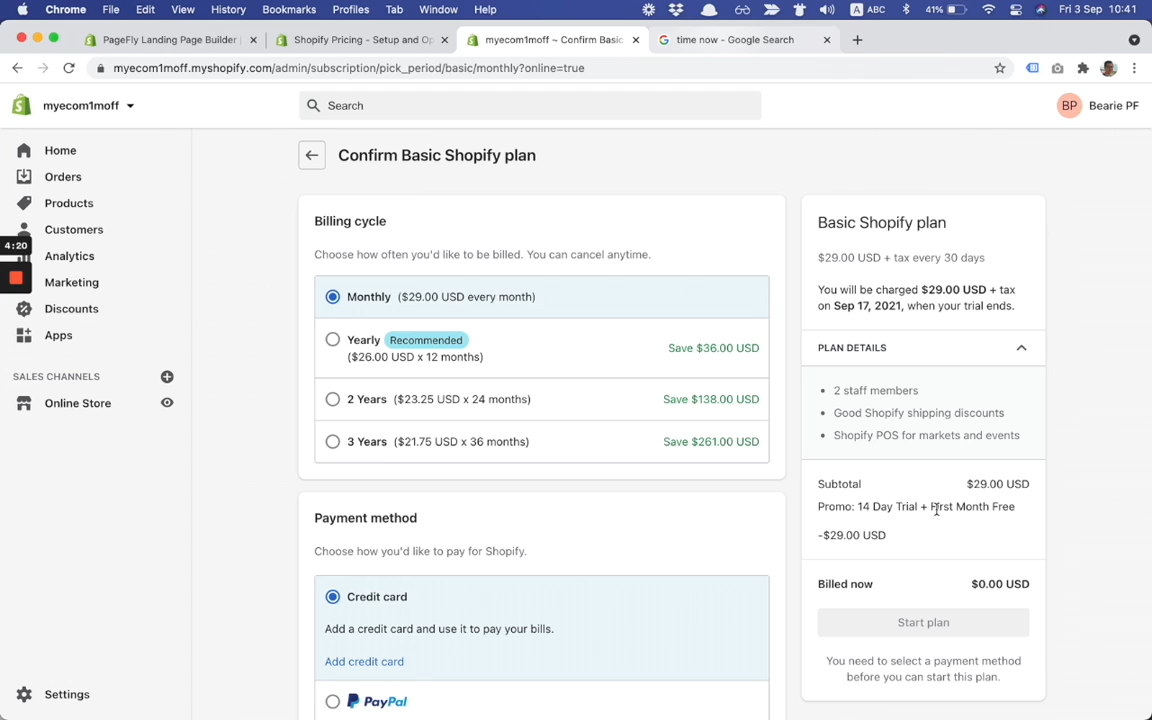 Chrome File Edit View History Bookmarks Profiles Tab Window Help A ABC 41% Fri 3 Sep 10:41
PageFly Landing Page Builder
Shopify Pricing - Setup and Op
myecom1moff ~ Confirm Basic
time now - Google Search
myecom1moff.myshopify.com/admin/subscription/pick_period/basic/monthly?online=true
myecom1moff
Search
BP Bearie PF
Home
Orders
Products
Customers
4:20
Analytics
Marketing
Discounts
Apps
SALES CHANNELS
Online Store
Settings
Confirm Basic Shopify plan
Billing cycle
Choose how often you'd like to be billed. You can cancel anytime.
Monthly ($29.00 USD every month)
Yearly Recommended
($26.00 USD x 12 months)
Save $36.00 USD
2 Years ($23.25 USD x 24 months) Save $138.00 USD
3 Years ($21.75 USD x 36 months) Save $261.00 USD
Payment method
Choose how you'd like to pay for Shopify.
Credit card
Add a credit card and use it to pay your bills.
Add credit card
PayPal
Basic Shopify plan
$29.00 USD + tax every 30 days
You will be charged $29.00 USD + tax
on Sep 17, 2021, when your trial ends.
PLAN DETAILS
• 2 staff members
• Good Shopify shipping discounts
• Shopify POS for markets and events
Subtotal $29.00 USD
Promo: 14 Day Trial + First Month Free
-$29.00 USD
Billed now $0.00 USD
Start plan
You need to select a payment method
before you can start this plan.